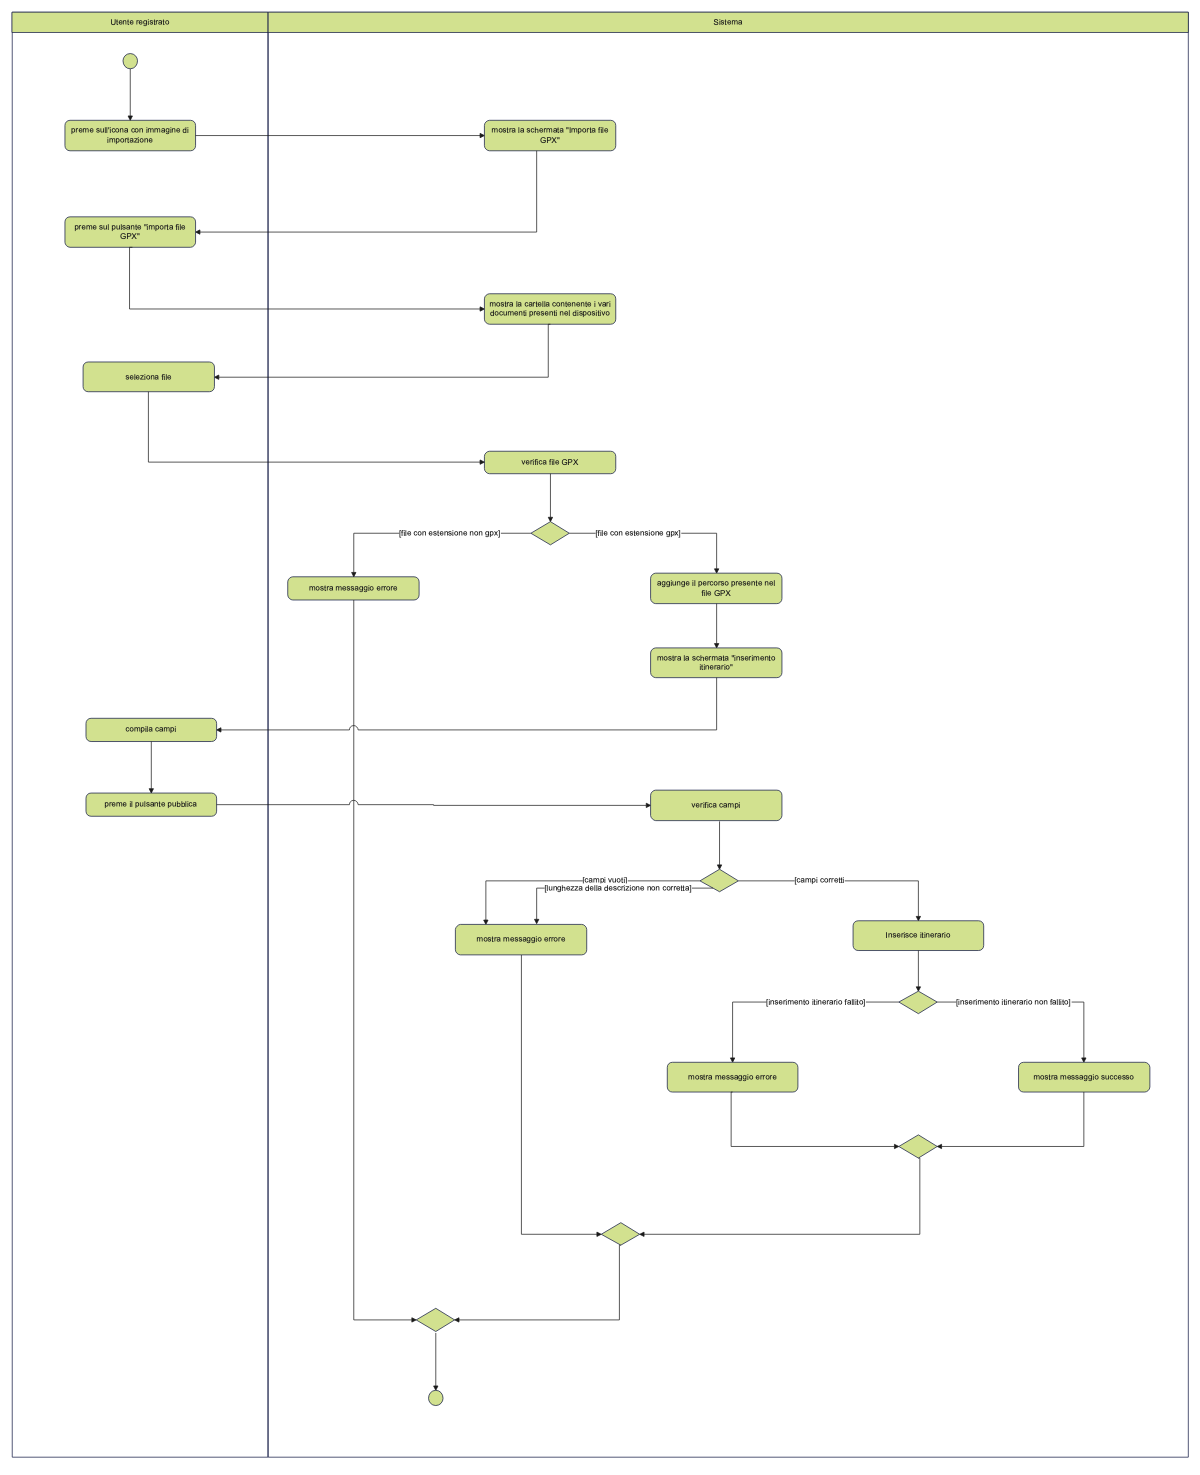 Utente registrato
Sistema
preme sull'icona con immagine di
importazione
mostra la schermata "importa file
GPX"
preme sul pulsante "importa file
GPX"
mostra la cartella contenente i vari
documenti presenti nel dispositivo
seleziona file
verifica file GPX
[file con estensione non gpx]
[file con estensione gpx]
mostra messaggio errore
aggiunge il percorso presente nel
file GPX
mostra la schermata "inserimento
itinerario"
compila campi
preme il pulsante pubblica
verifica campi
[campi vuoti]
[lunghezza della descrizione non corretta]
[campi corretti
mostra messaggio errore
Inserisce itinerario
[inserimento itinerario fallito]
[inserimento itinerario non fallito]
mostra messaggio errore
mostra messaggio successo